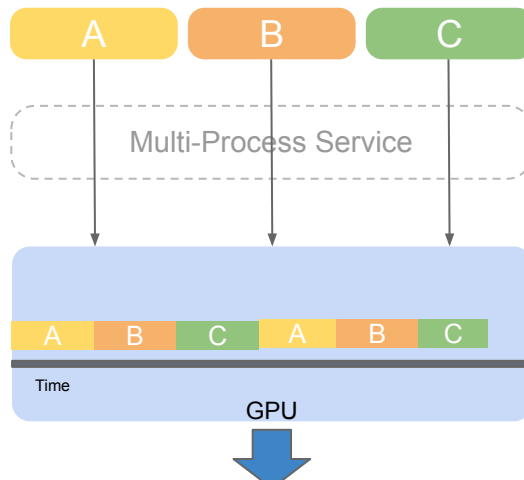 A B C
Multi-Process Service
A B C A B C
Time
GPU